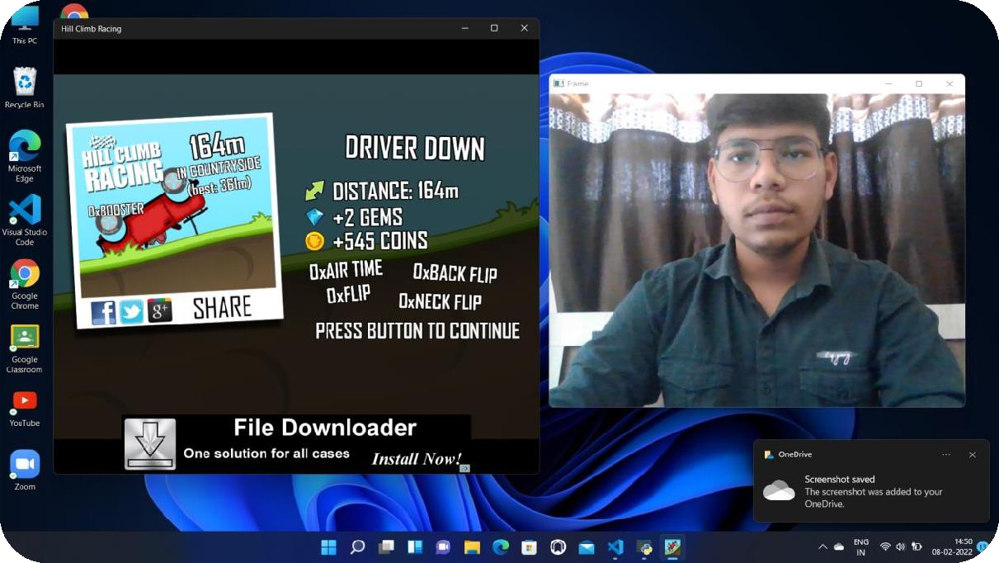 This PC
Recycle Bin
Microsoft
Edge
Visual Studio
Code
Google
Chrome
Google
Classroom
YouTube
Zoom
Hill Climb Racing
HILL CLIMB
RACING
164m
IN COUNTRYSIDE
(best: 361m)
0xBOOSTER
SHARE
DRIVER DOWN
DISTANCE: 164m
+2 GEMS
+545 COINS
0xAIR TIME
0xBACK FLIP
0xFLIP
0xNECK FLIP
PRESS BUTTON TO CONTINUE
File Downloader
One solution for all cases
Install Now!
Frame
OneDrive
Screenshot saved
The screenshot was added to your
OneDrive.
ENG
IN
14:50
08-02-2022